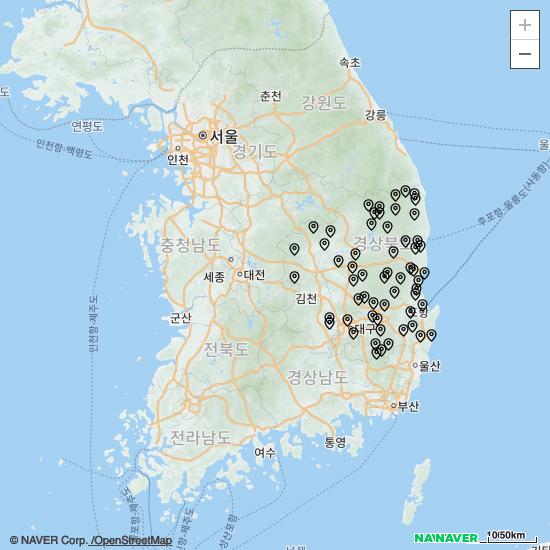 +
−
속초
춘천
강원도
강릉
도
연평도
서울
인천
경기도
울
인천항-백령도
후포항-울릉도(사동항)
충청남도
경상북
세종
대전
김천
인천항-제주도
군산
포항
대구
전북도
경상남도
울산
부산
전라남도
여수
통영
© NAVER Corp. /OpenStreetMap
NAVER
10/50km